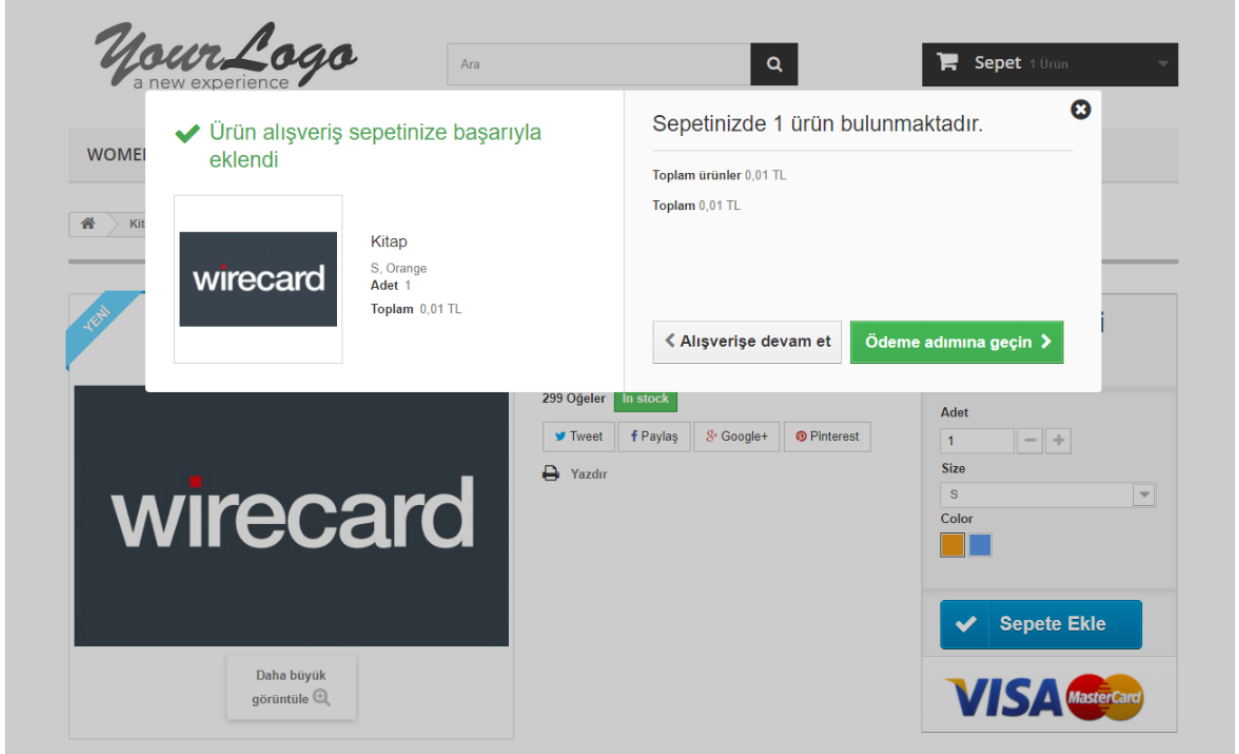 YourLogo
a new experience
Ara
Sepet 1 Ürün
WOMEN
Kit
Ürün alışveriş sepetinize başarıyla
eklendi
wirecard
Kitap
S, Orange
Adet 1
Toplam 0,01 TL
Sepetinizde 1 ürün bulunmaktadır.
Toplam ürünler 0,01 TL
Toplam 0,01 TL
Alışverişe devam et
Ödeme adımına geçin
YENİ
wirecard
Daha büyük
görüntüle
299 Öğeler In stock
Tweet
Paylaş
Google+
Pinterest
Yazdır
Adet
1
Size
S
Color
Sepete Ekle
VISA MasterCard